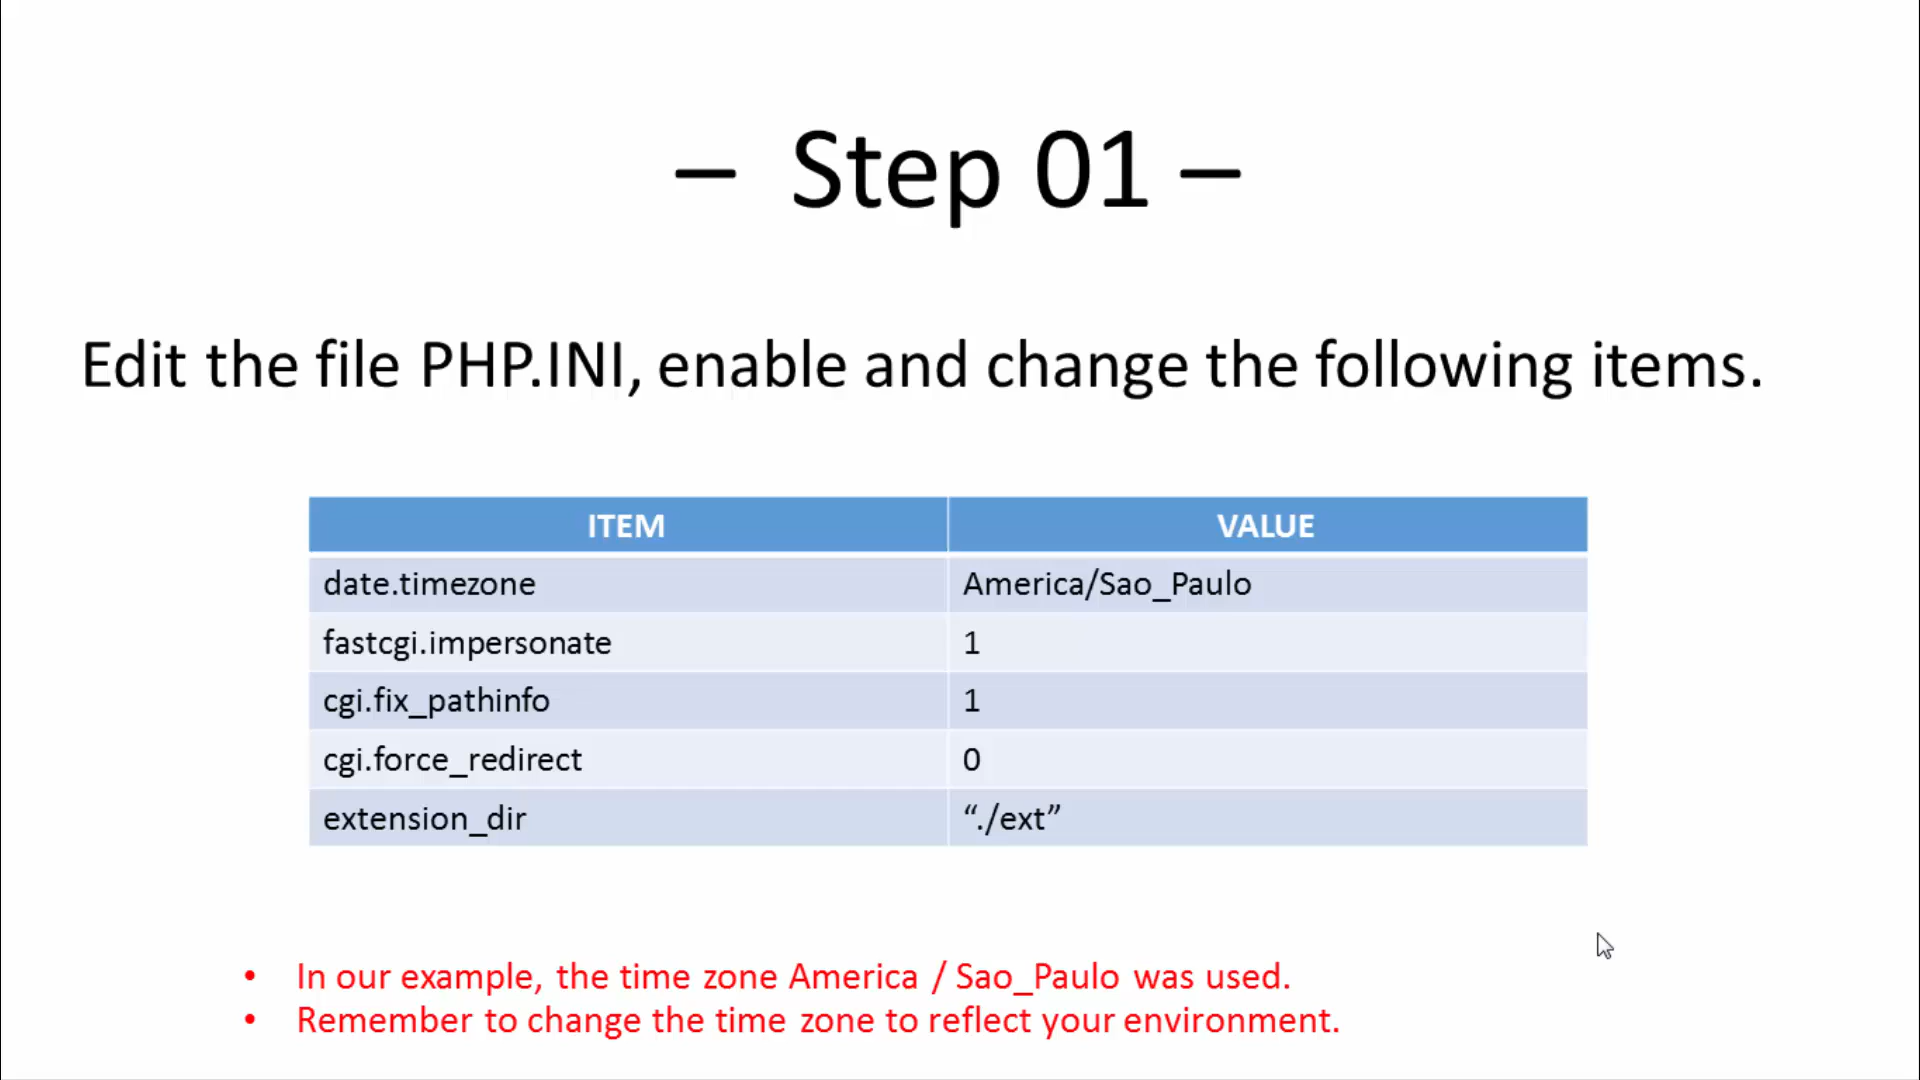 – Step 01 –
Edit the file PHP.INI, enable and change the following items.
ITEM VALUE
date.timezone America/Sao_Paulo
fastcgi.impersonate 1
cgi.fix_pathinfo 1
cgi.force_redirect 0
extension_dir “./ext”
• In our example, the time zone America / Sao_Paulo was used.
• Remember to change the time zone to reflect your environment.